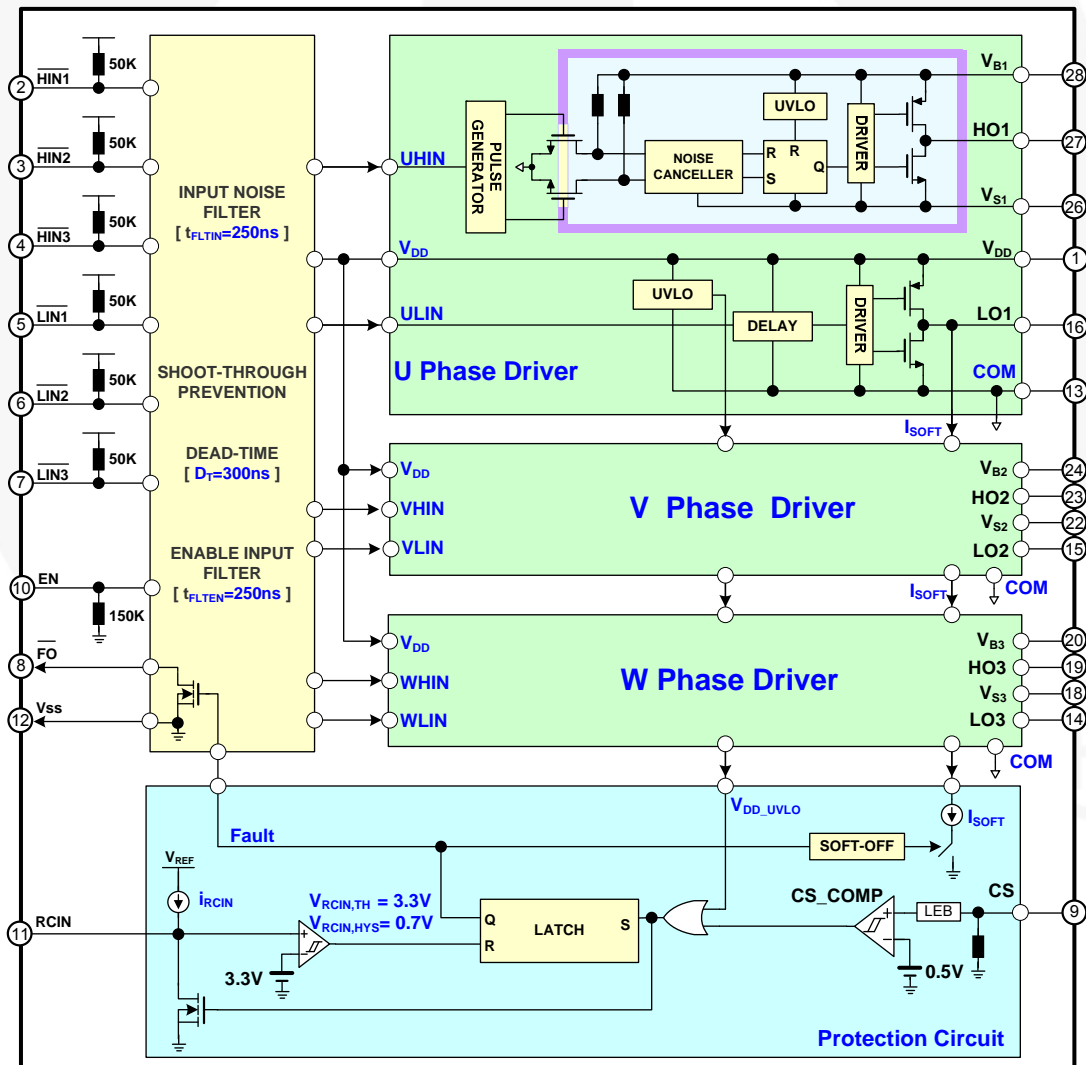 2
HIN1
50K
3
HIN2
50K
4
HIN3
50K
5
LIN1
50K
6
LIN2
50K
7
LIN3
50K
10
EN
150K
8
FO
12
Vss
INPUT NOISE
FILTER
[ tFLTIN=250ns ]
SHOOT-THROUGH
PREVENTION
DEAD-TIME
[ DT=300ns ]
ENABLE INPUT
FILTER
[ tFLTEN=250ns ]
UHIN
PULSE
GENERATOR
NOISE
CANCELLER
UVLO
R
R
S
Q
DRIVER
VB1
28
HO1
27
VS1
26
VDD
VDD
1
UVLO
ULIN
DELAY
DRIVER
LO1
16
U Phase Driver
COM
13
ISOFT
VDD
VHIN
VLIN
V Phase Driver
VB2
24
HO2
23
VS2
22
LO2
15
ISOFT
COM
VDD
WHIN
WLIN
W Phase Driver
VB3
20
HO3
19
VS3
18
LO3
14
COM
VDD_UVLO
ISOFT
Fault
SOFT-OFF
VREF
iRCIN
VRCIN,TH = 3.3V
VRCIN,HYS = 0.7V
11
RCIN
3.3V
Q
R
LATCH
S
CS_COMP
LEB
CS
9
0.5V
Protection Circuit